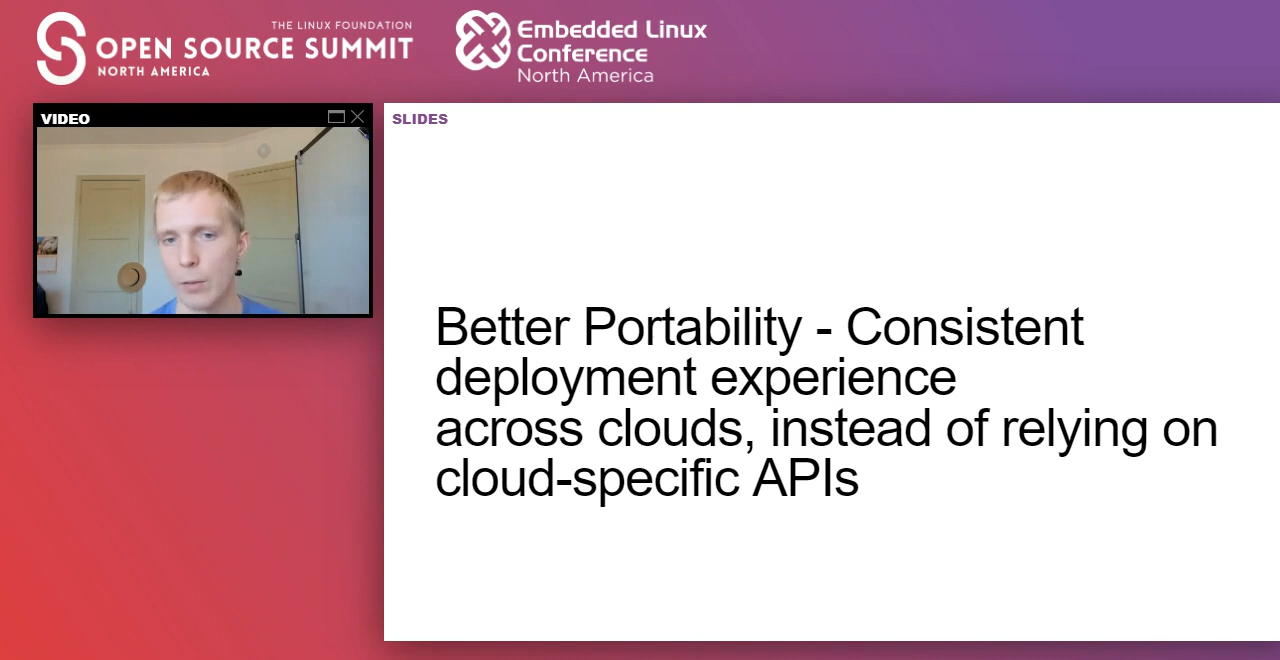 THE LINUX FOUNDATION
OPEN SOURCE SUMMIT
NORTH AMERICA
Embedded Linux
Conference
North America
VIDEO
SLIDES
Better Portability - Consistent
deployment experience
across clouds, instead of relying on
cloud-specific APIs